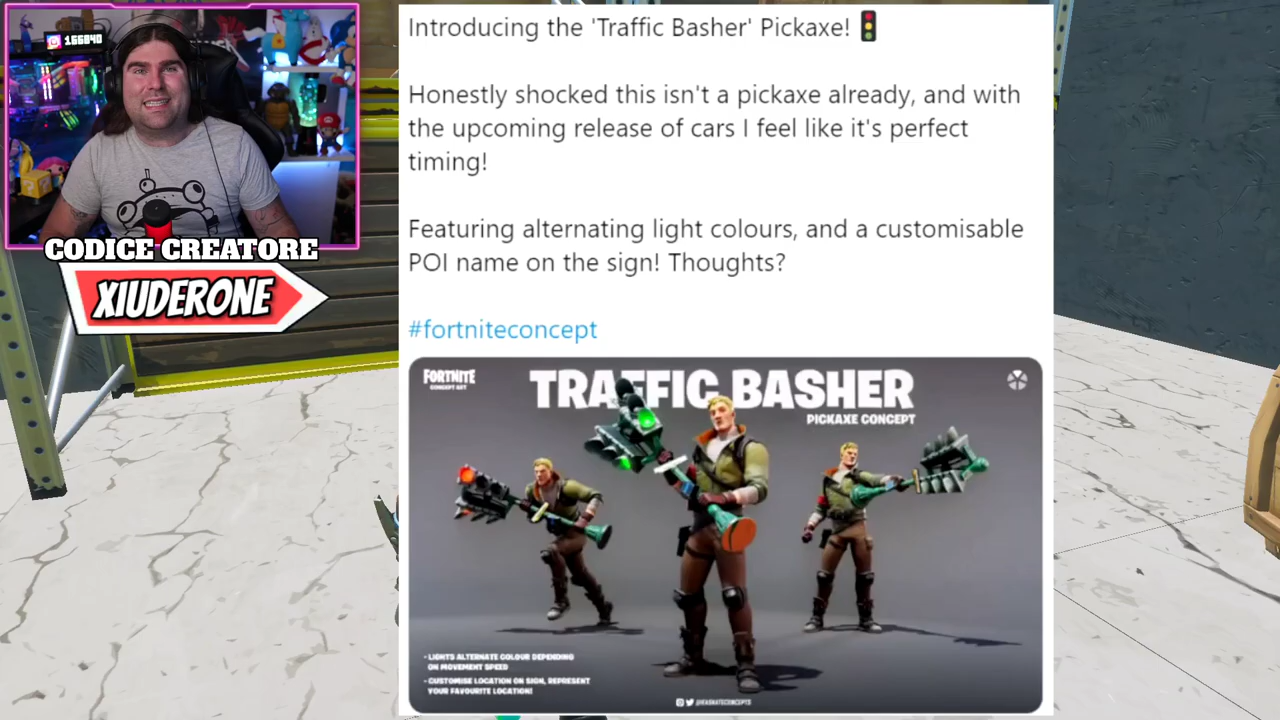 166840
CODICE CREATORE
XIUDERONE
Introducing the 'Traffic Basher' Pickaxe! 🚦
Honestly shocked this isn't a pickaxe already, and with
the upcoming release of cars I feel like it's perfect
timing!
Featuring alternating light colours, and a customisable
POI name on the sign! Thoughts?
#fortniteconcept
FORTNITE
CONCEPT ART
TRAFFIC BASHER
PICKAXE CONCEPT
- LIGHTS ALTERNATE COLOUR DEPENDING
ON MOVEMENT SPEED
- CUSTOMISE LOCATION ON SIGN, REPRESENT
YOUR FAVOURITE LOCATION!